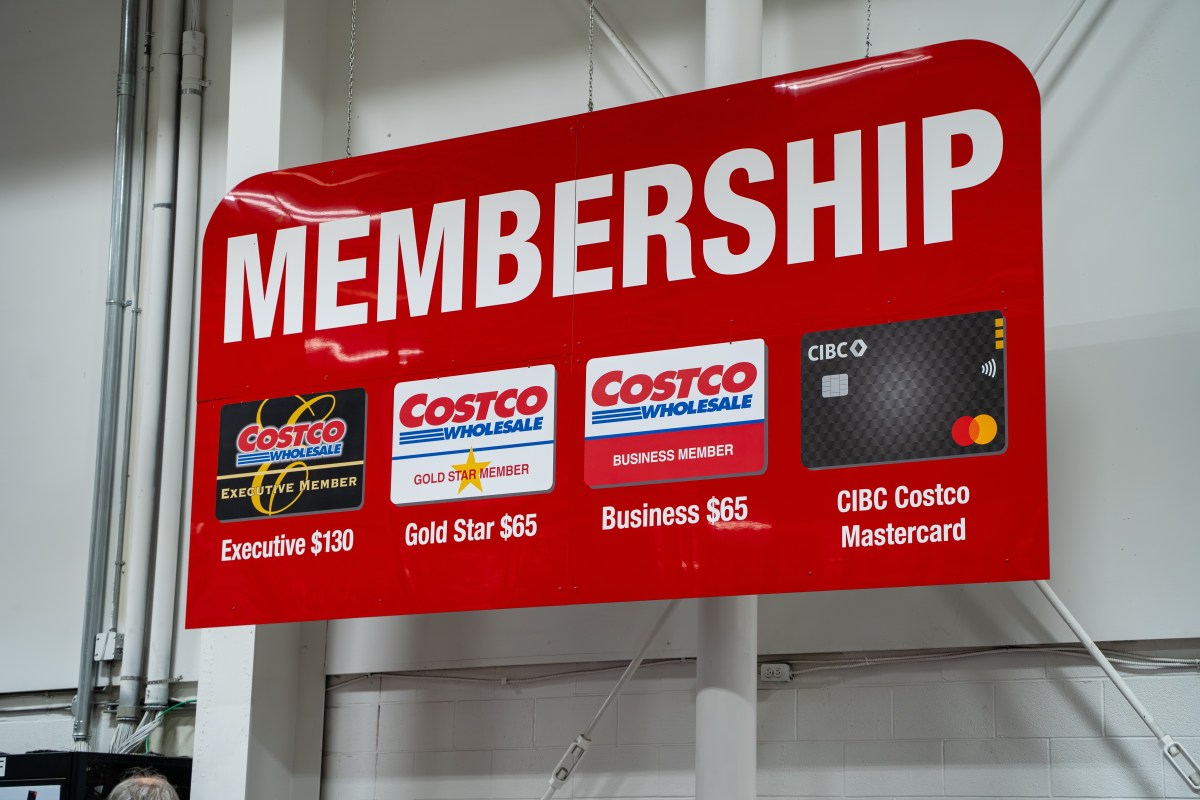 MEMBERSHIP
COSTCO
WHOLESALE
EXECUTIVE MEMBER
Executive $130
COSTCO
WHOLESALE
GOLD STAR MEMBER
Gold Star $65
COSTCO
WHOLESALE
BUSINESS MEMBER
Business $65
CIBC
CIBC Costco
Mastercard